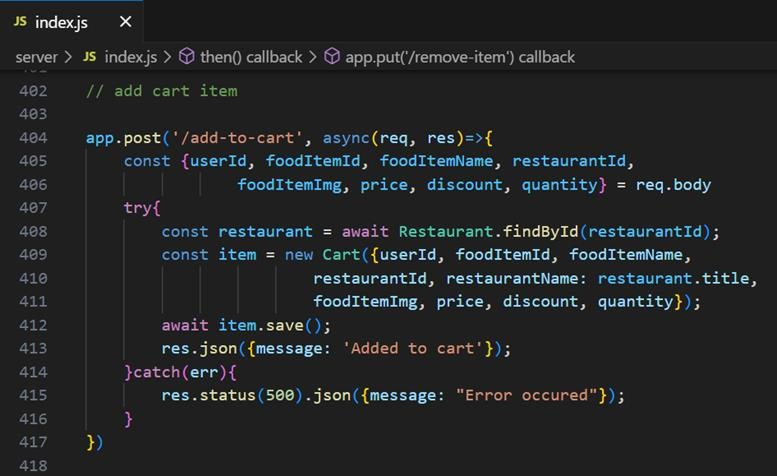 JS index.js ×
server > JS index.js > then() callback > app.put('/remove-item') callback
401
402 // add cart item
403
404 app.post('/add-to-cart', async(req, res)=>{
405 const {userId, foodItemId, foodItemName, restaurantId,
406 foodItemImg, price, discount, quantity} = req.body
407 try{
408 const restaurant = await Restaurant.findById(restaurantId);
409 const item = new Cart({userId, foodItemId, foodItemName,
410 restaurantId, restaurantName: restaurant.title,
411 foodItemImg, price, discount, quantity});
412 await item.save();
413 res.json({message: 'Added to cart'});
414 }catch(err){
415 res.status(500).json({message: "Error occured"});
416 }
417 })
418